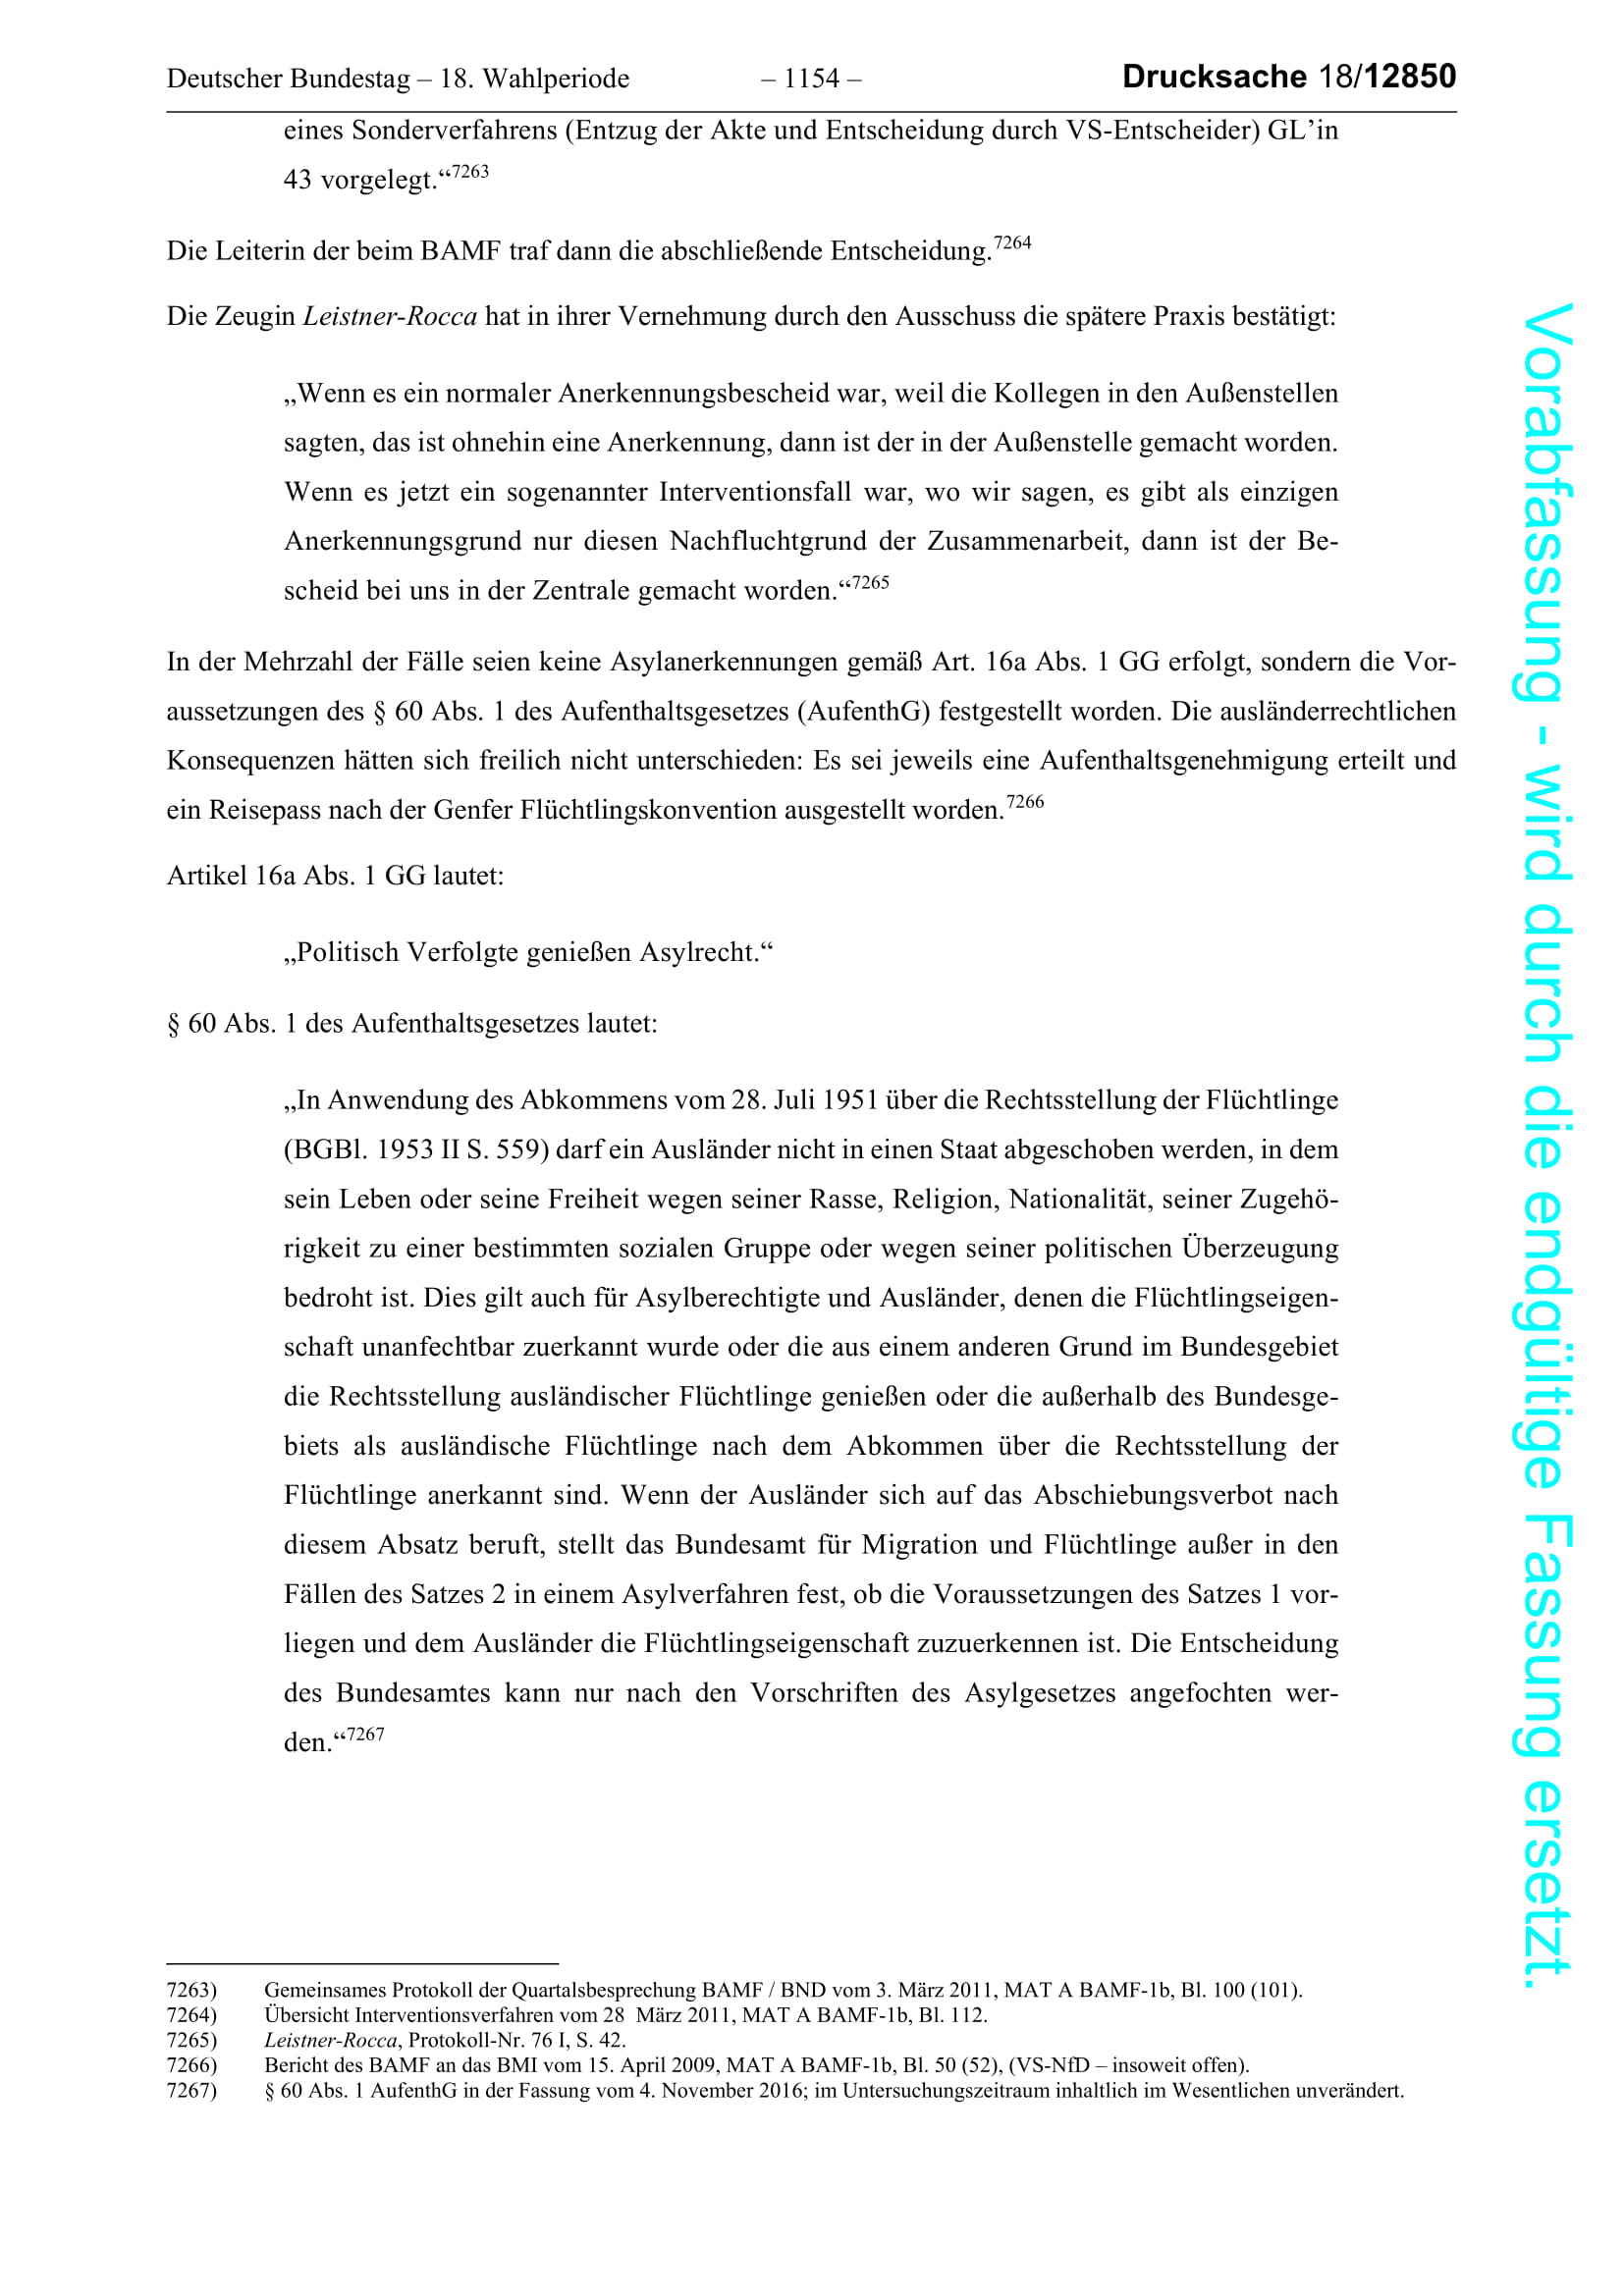 Deutscher Bundestag – 18. Wahlperiode – 1154 – Drucksache 18/12850
eines Sonderverfahrens (Entzug der Akte und Entscheidung durch VS-Entscheider) GL’in
43 vorgelegt.“7263
Die Leiterin der beim BAMF traf dann die abschließende Entscheidung.7264
Die Zeugin Leistner-Rocca hat in ihrer Vernehmung durch den Ausschuss die spätere Praxis bestätigt:
„Wenn es ein normaler Anerkennungsbescheid war, weil die Kollegen in den Außenstellen
sagten, das ist ohnehin eine Anerkennung, dann ist der in der Außenstelle gemacht worden.
Wenn es jetzt ein sogenannter Interventionsfall war, wo wir sagen, es gibt als einzigen
Anerkennungsgrund nur diesen Nachfluchtgrund der Zusammenarbeit, dann ist der Be-
scheid bei uns in der Zentrale gemacht worden.“7265
In der Mehrzahl der Fälle seien keine Asylanerkennungen gemäß Art. 16a Abs. 1 GG erfolgt, sondern die Vor-
aussetzungen des § 60 Abs. 1 des Aufenthaltsgesetzes (AufenthG) festgestellt worden. Die ausländerrechtlichen
Konsequenzen hätten sich freilich nicht unterschieden: Es sei jeweils eine Aufenthaltsgenehmigung erteilt und
ein Reisepass nach der Genfer Flüchtlingskonvention ausgestellt worden.7266
Artikel 16a Abs. 1 GG lautet:
„Politisch Verfolgte genießen Asylrecht.“
§ 60 Abs. 1 des Aufenthaltsgesetzes lautet:
„In Anwendung des Abkommens vom 28. Juli 1951 über die Rechtsstellung der Flüchtlinge
(BGBl. 1953 II S. 559) darf ein Ausländer nicht in einen Staat abgeschoben werden, in dem
sein Leben oder seine Freiheit wegen seiner Rasse, Religion, Nationalität, seiner Zugehö-
rigkeit zu einer bestimmten sozialen Gruppe oder wegen seiner politischen Überzeugung
bedroht ist. Dies gilt auch für Asylberechtigte und Ausländer, denen die Flüchtlingseigen-
schaft unanfechtbar zuerkannt wurde oder die aus einem anderen Grund im Bundesgebiet
die Rechtsstellung ausländischer Flüchtlinge genießen oder die außerhalb des Bundesge-
biets als ausländische Flüchtlinge nach dem Abkommen über die Rechtsstellung der
Flüchtlinge anerkannt sind. Wenn der Ausländer sich auf das Abschiebungsverbot nach
diesem Absatz beruft, stellt das Bundesamt für Migration und Flüchtlinge außer in den
Fällen des Satzes 2 in einem Asylverfahren fest, ob die Voraussetzungen des Satzes 1 vor-
liegen und dem Ausländer die Flüchtlingseigenschaft zuzuerkennen ist. Die Entscheidung
des Bundesamtes kann nur nach den Vorschriften des Asylgesetzes angefochten wer-
den.“7267
7263) Gemeinsames Protokoll der Quartalsbesprechung BAMF / BND vom 3. März 2011, MAT A BAMF-1b, Bl. 100 (101).
7264) Übersicht Interventionsverfahren vom 28 März 2011, MAT A BAMF-1b, Bl. 112.
7265) Leistner-Rocca, Protokoll-Nr. 76 I, S. 42.
7266) Bericht des BAMF an das BMI vom 15. April 2009, MAT A BAMF-1b, Bl. 50 (52), (VS-NfD – insoweit offen).
7267) § 60 Abs. 1 AufenthG in der Fassung vom 4. November 2016; im Untersuchungszeitraum inhaltlich im Wesentlichen unverändert.
Vorabfassung - wird durch die endgültige Fassung ersetzt.